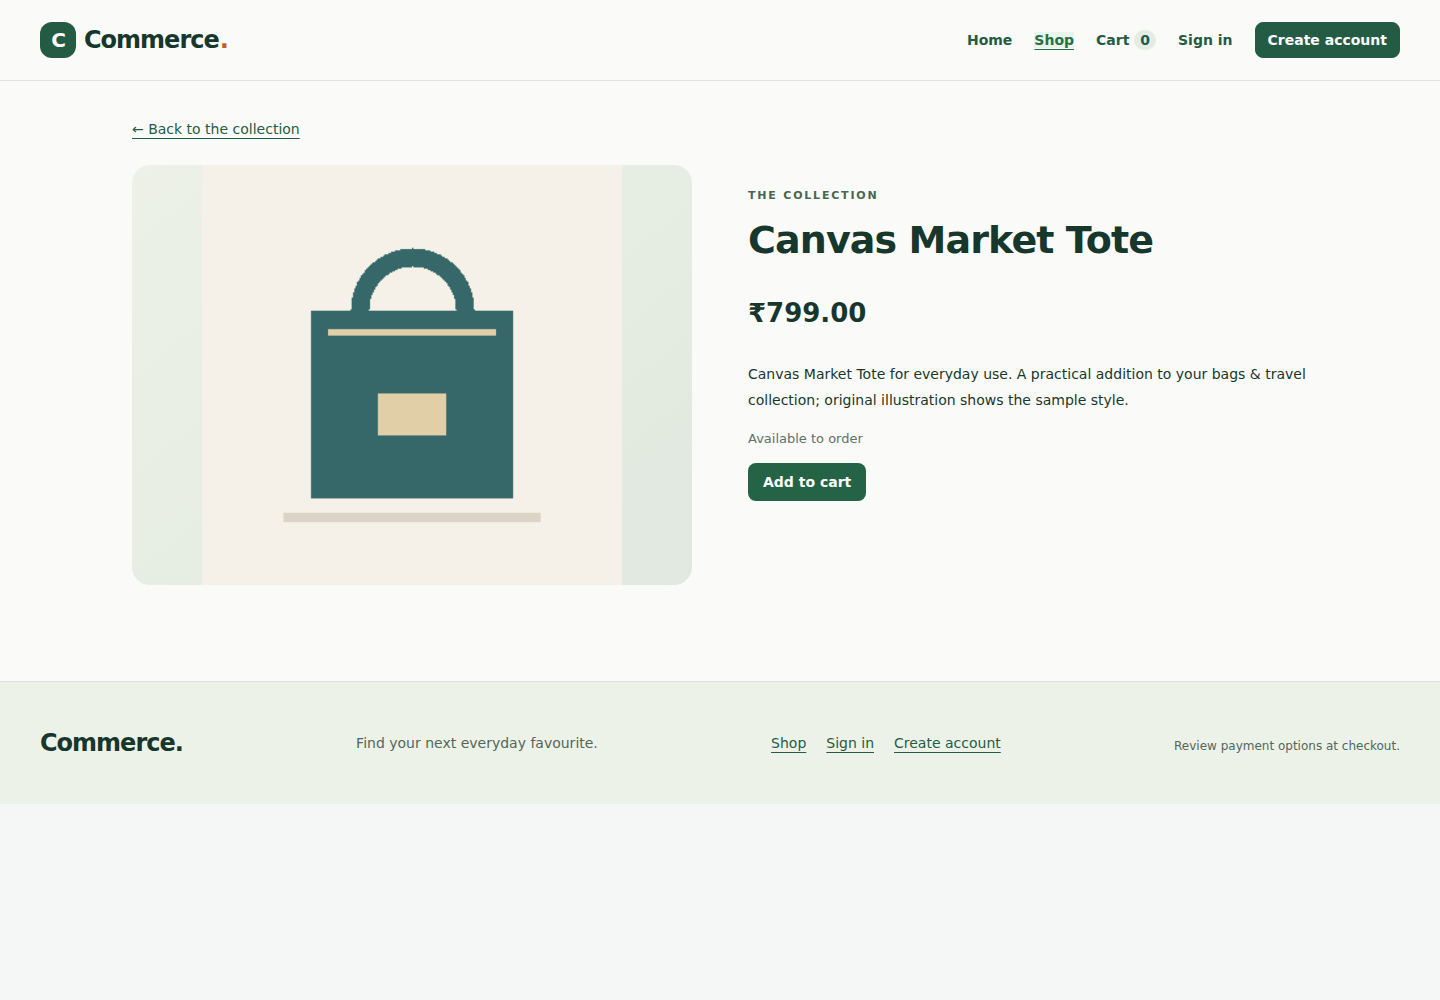 C Commerce.
Home Shop Cart 0 Sign in Create account
← Back to the collection
THE COLLECTION
Canvas Market Tote
₹799.00
Canvas Market Tote for everyday use. A practical addition to your bags & travel
collection; original illustration shows the sample style.
Available to order
Add to cart
Commerce.
Find your next everyday favourite.
Shop Sign in Create account
Review payment options at checkout.